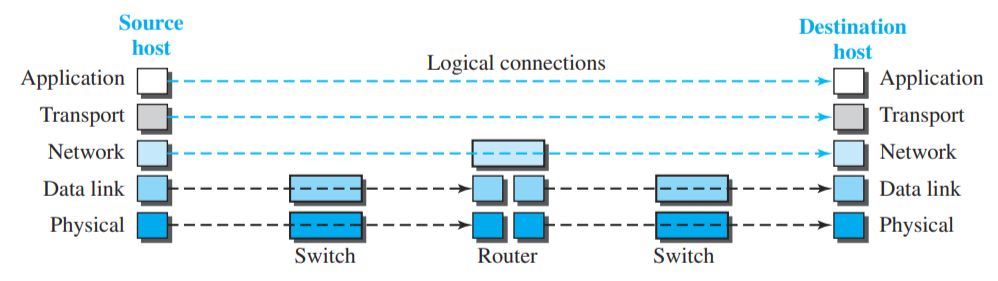 Source
host
Destination
host
Logical connections
Application
Application
Transport
Transport
Network
Network
Data link
Data link
Physical
Physical
Switch
Router
Switch